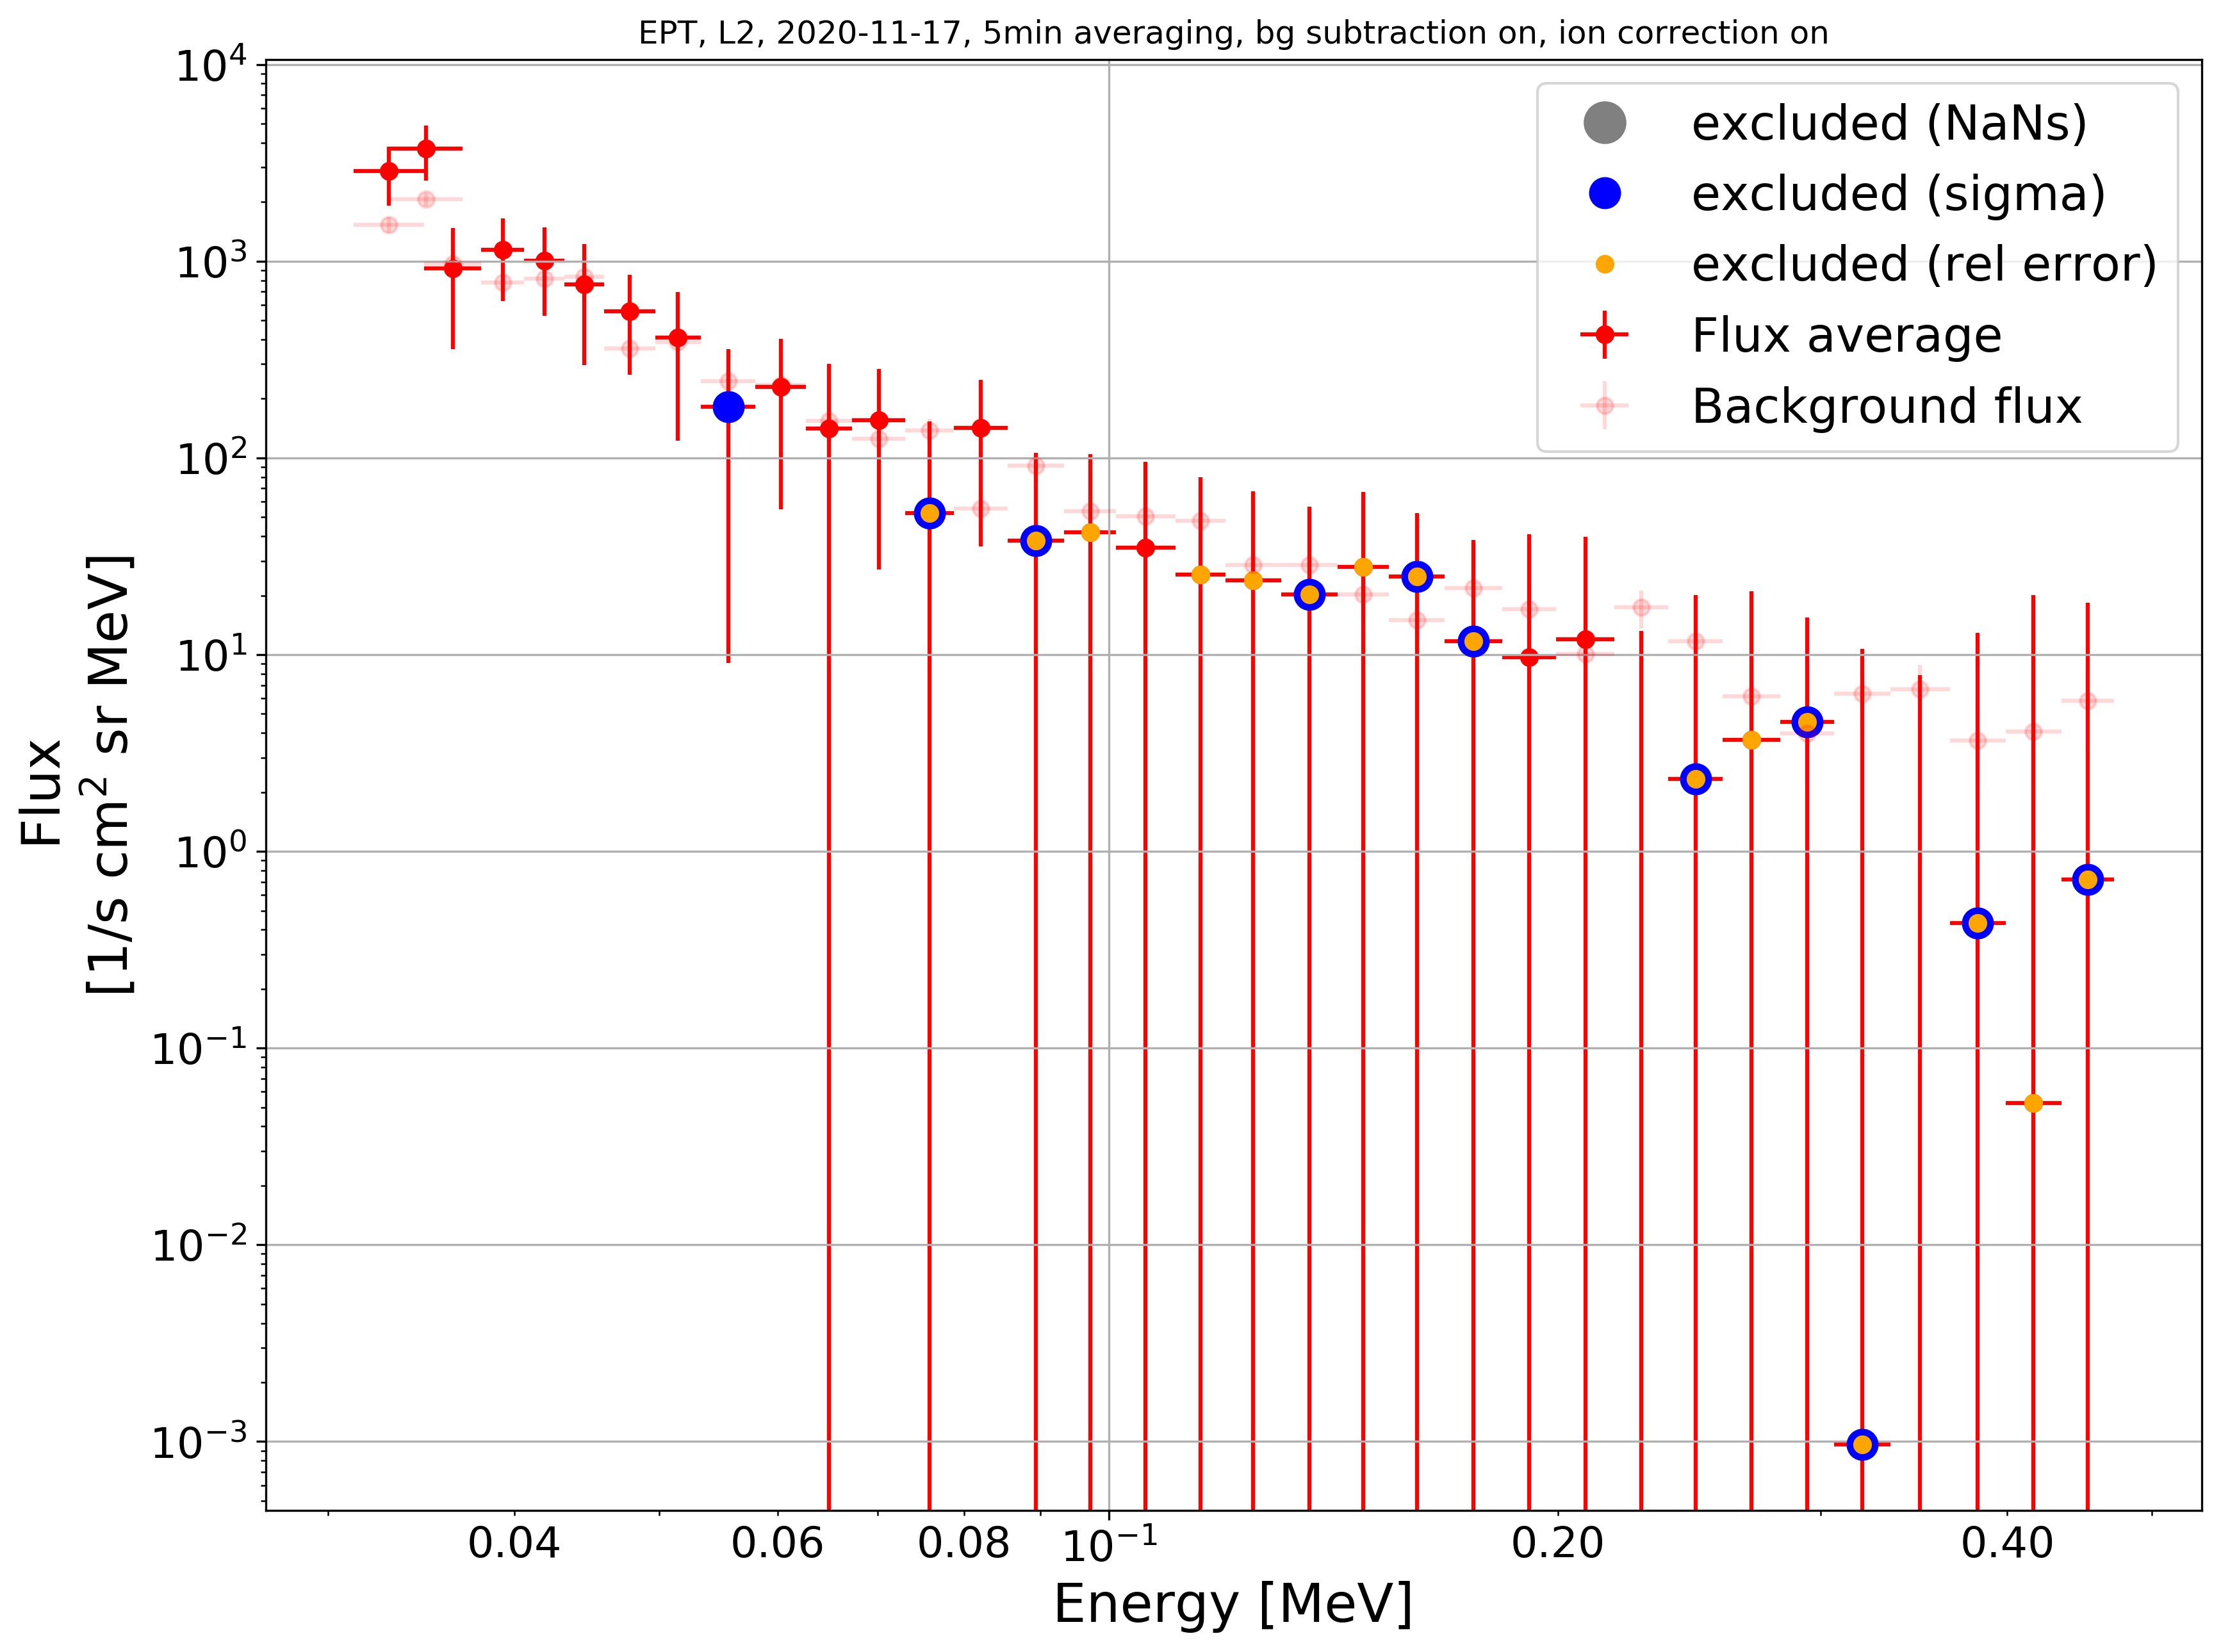 EPT, L2, 2020-11-17, 5min averaging, bg subtraction on, ion correction on
10⁴
10³
10²
10¹
10⁰
10⁻¹
10⁻²
10⁻³
Flux
[1/s cm² sr MeV]
excluded (NaNs)
excluded (sigma)
excluded (rel error)
Flux average
Background flux
0.04
0.06
0.08
10⁻¹
0.20
0.40
Energy [MeV]